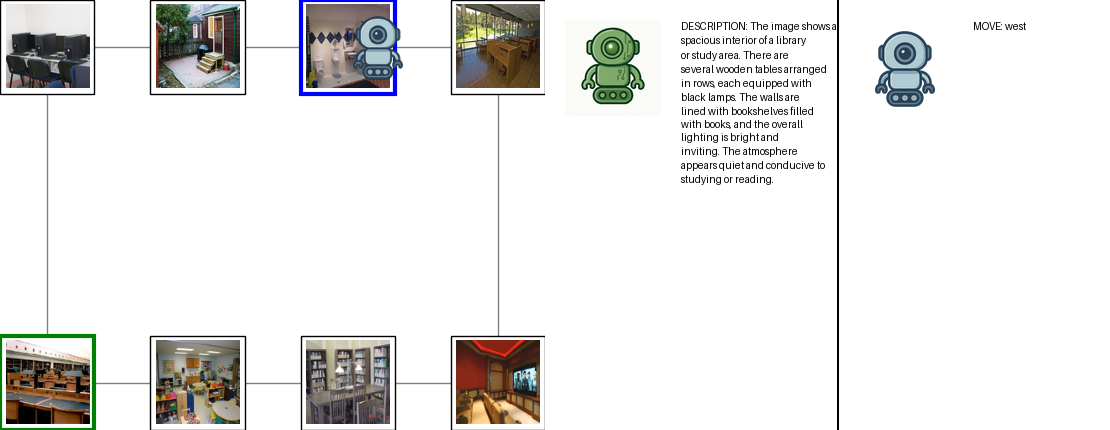 DESCRIPTION: The image shows a
spacious interior of a library
or study area. There are
several wooden tables arranged
in rows, each equipped with
black lamps. The walls are
lined with bookshelves filled
with books, and the overall
lighting is bright and
inviting. The atmosphere
appears quiet and conducive to
studying or reading.
MOVE: west